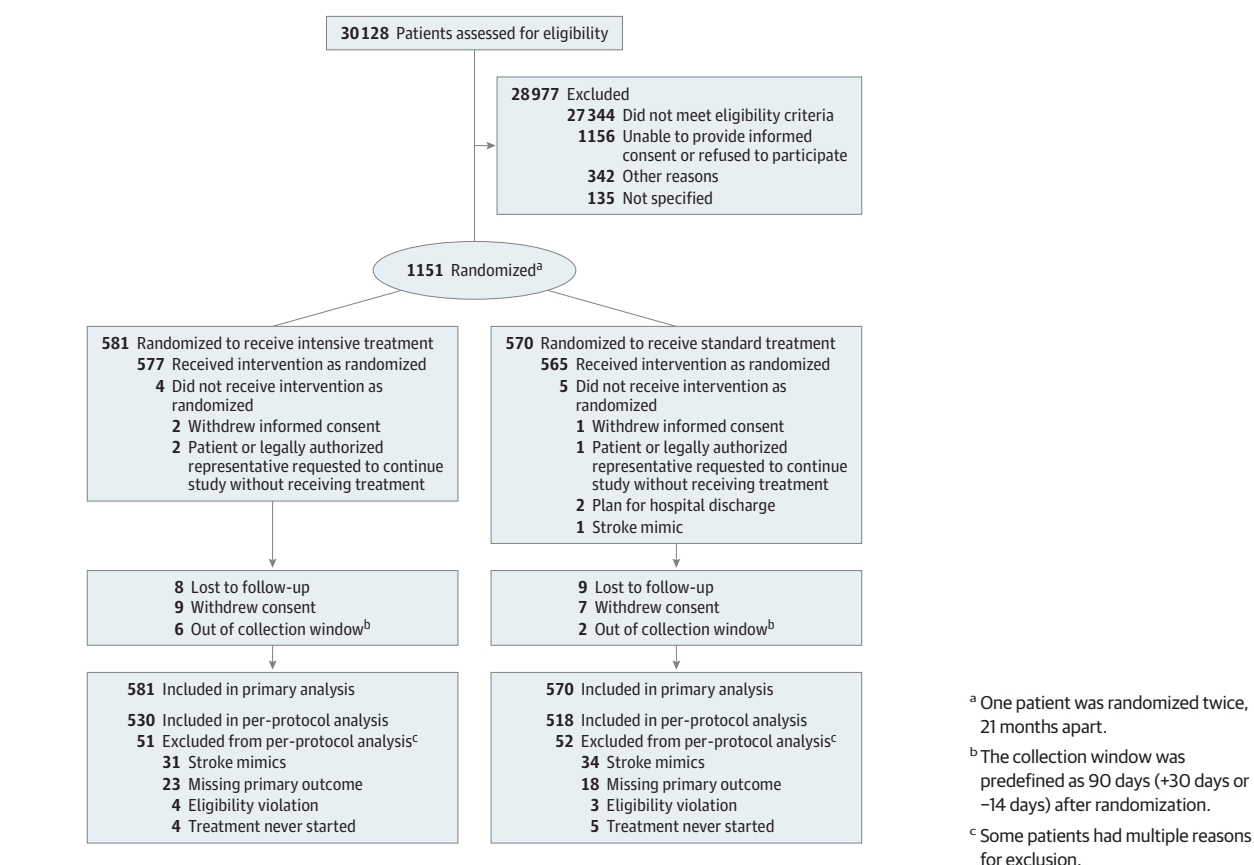 30128 Patients assessed for eligibility
28977 Excluded
27344 Did not meet eligibility criteria
1156 Unable to provide informed
consent or refused to participate
342 Other reasons
135 Not specified
1151 Randomizedᵃ
581 Randomized to receive intensive treatment
577 Received intervention as randomized
4 Did not receive intervention as
randomized
2 Withdrew informed consent
2 Patient or legally authorized
representative requested to continue
study without receiving treatment
570 Randomized to receive standard treatment
565 Received intervention as randomized
5 Did not receive intervention as
randomized
1 Withdrew informed consent
1 Patient or legally authorized
representative requested to continue
study without receiving treatment
2 Plan for hospital discharge
1 Stroke mimic
8 Lost to follow-up
9 Withdrew consent
6 Out of collection windowᵇ
9 Lost to follow-up
7 Withdrew consent
2 Out of collection windowᵇ
581 Included in primary analysis
530 Included in per-protocol analysis
51 Excluded from per-protocol analysisᶜ
31 Stroke mimics
23 Missing primary outcome
4 Eligibility violation
4 Treatment never started
570 Included in primary analysis
518 Included in per-protocol analysis
52 Excluded from per-protocol analysisᶜ
34 Stroke mimics
18 Missing primary outcome
3 Eligibility violation
5 Treatment never started
ᵃ One patient was randomized twice,
21 months apart.
ᵇ The collection window was
predefined as 90 days (+30 days or
−14 days) after randomization.
ᶜ Some patients had multiple reasons
for exclusion.